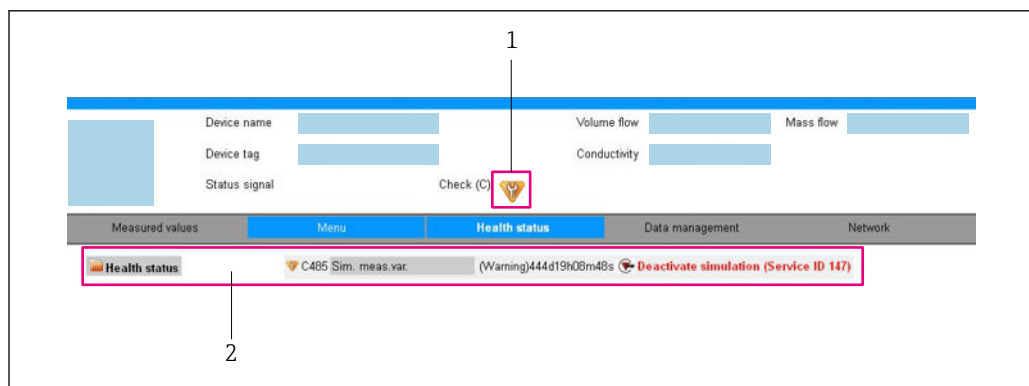 1
Device name Volume flow Mass flow
Device tag Conductivity
Status signal Check (C)
Measured values Menu Health status Data management Network
Health status C485 Sim. meas.var. (Warning)444d19h08m48s Deactivate simulation (Service ID 147)
2